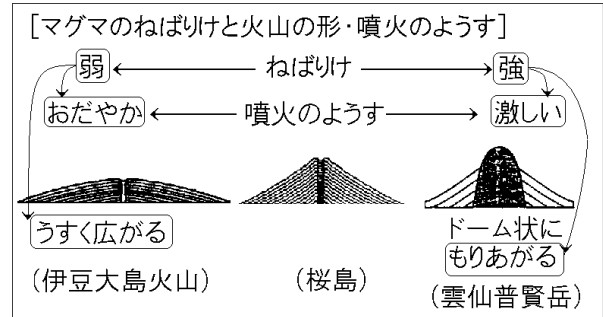 [マグマのねばりけと火山の形・噴火のようす]
弱 ねばりけ 強
おだやか 噴火のようす 激しい
うすく広がる
ドーム状に
もりあがる
(伊豆大島火山) (桜島) (雲仙普賢岳)